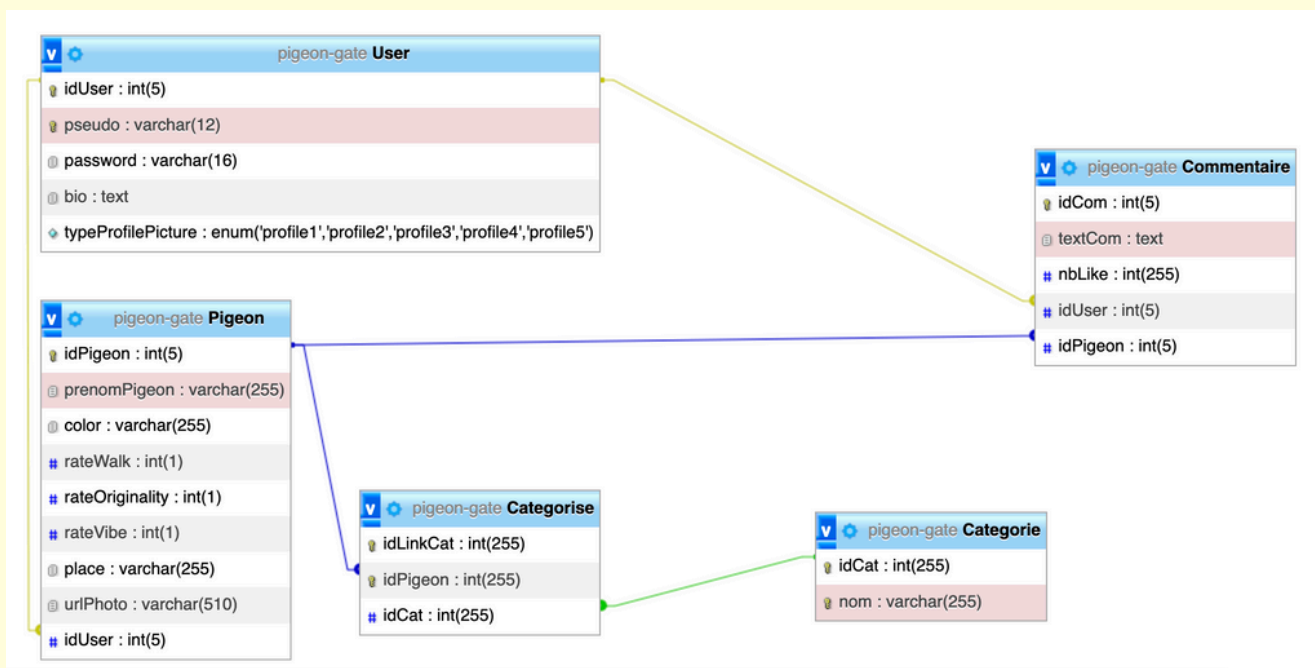 v pigeon-gate User
idUser : int(5)
pseudo : varchar(12)
password : varchar(16)
bio : text
typeProfilePicture : enum('profile1','profile2','profile3','profile4','profile5')
v pigeon-gate Commentaire
idCom : int(5)
textCom : text
# nbLike : int(255)
# idUser : int(5)
# idPigeon : int(5)
v pigeon-gate Pigeon
idPigeon : int(5)
prenomPigeon : varchar(255)
color : varchar(255)
# rateWalk : int(1)
# rateOriginality : int(1)
# rateVibe : int(1)
place : varchar(255)
urlPhoto : varchar(510)
# idUser : int(5)
v pigeon-gate Categorise
idLinkCat : int(255)
idPigeon : int(255)
# idCat : int(255)
v pigeon-gate Categorie
idCat : int(255)
nom : varchar(255)